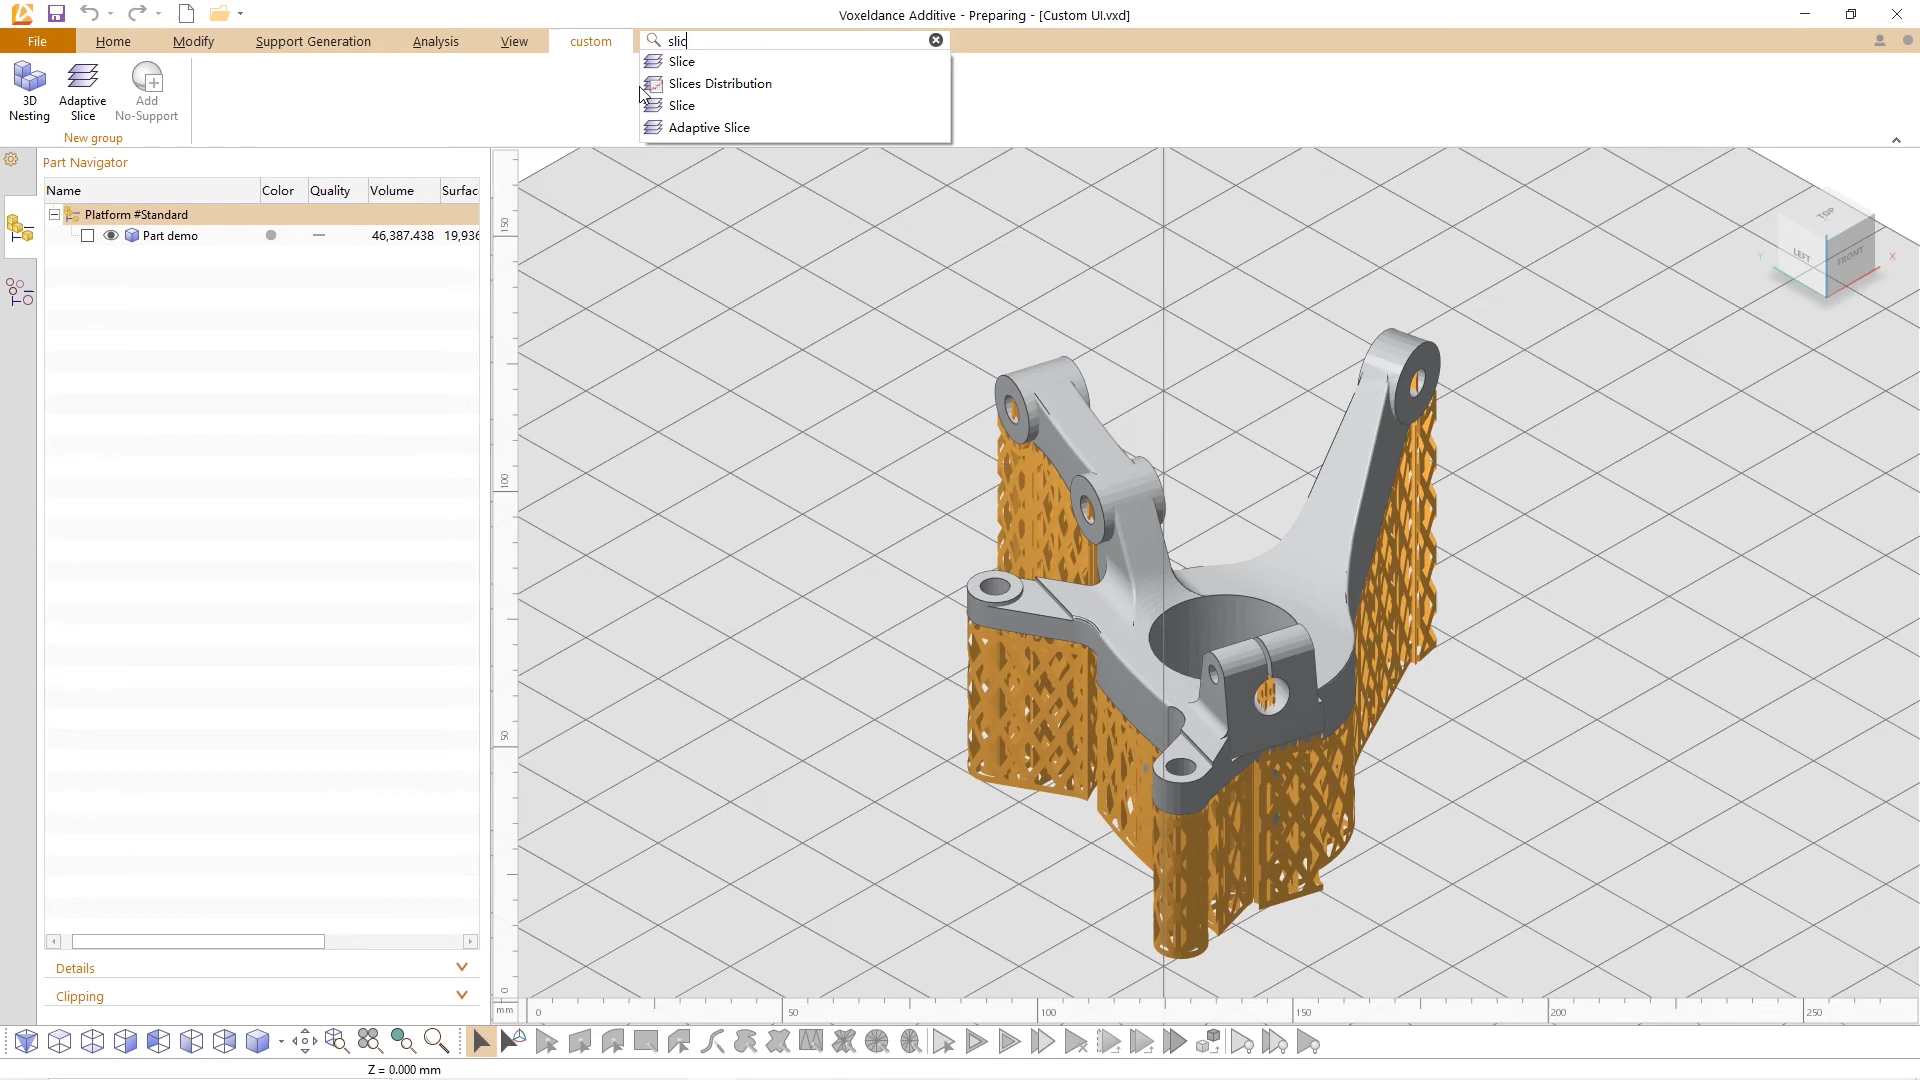 Voxeldance Additive - Preparing - [Custom UI.vxd]
File Home Modify Support Generation Analysis View custom slic
Slice
Slices Distribution
Slice
Adaptive Slice
3D Nesting
Adaptive Slice
Add No-Support
New group
Part Navigator
Name Color Quality Volume Surfac
Platform #Standard
Part demo 46,387.438 19,936
Details
Clipping
150
100
50
0
mm 0 50 100 150 200 250
TOP
LEFT FRONT
Y X
Z = 0.000 mm